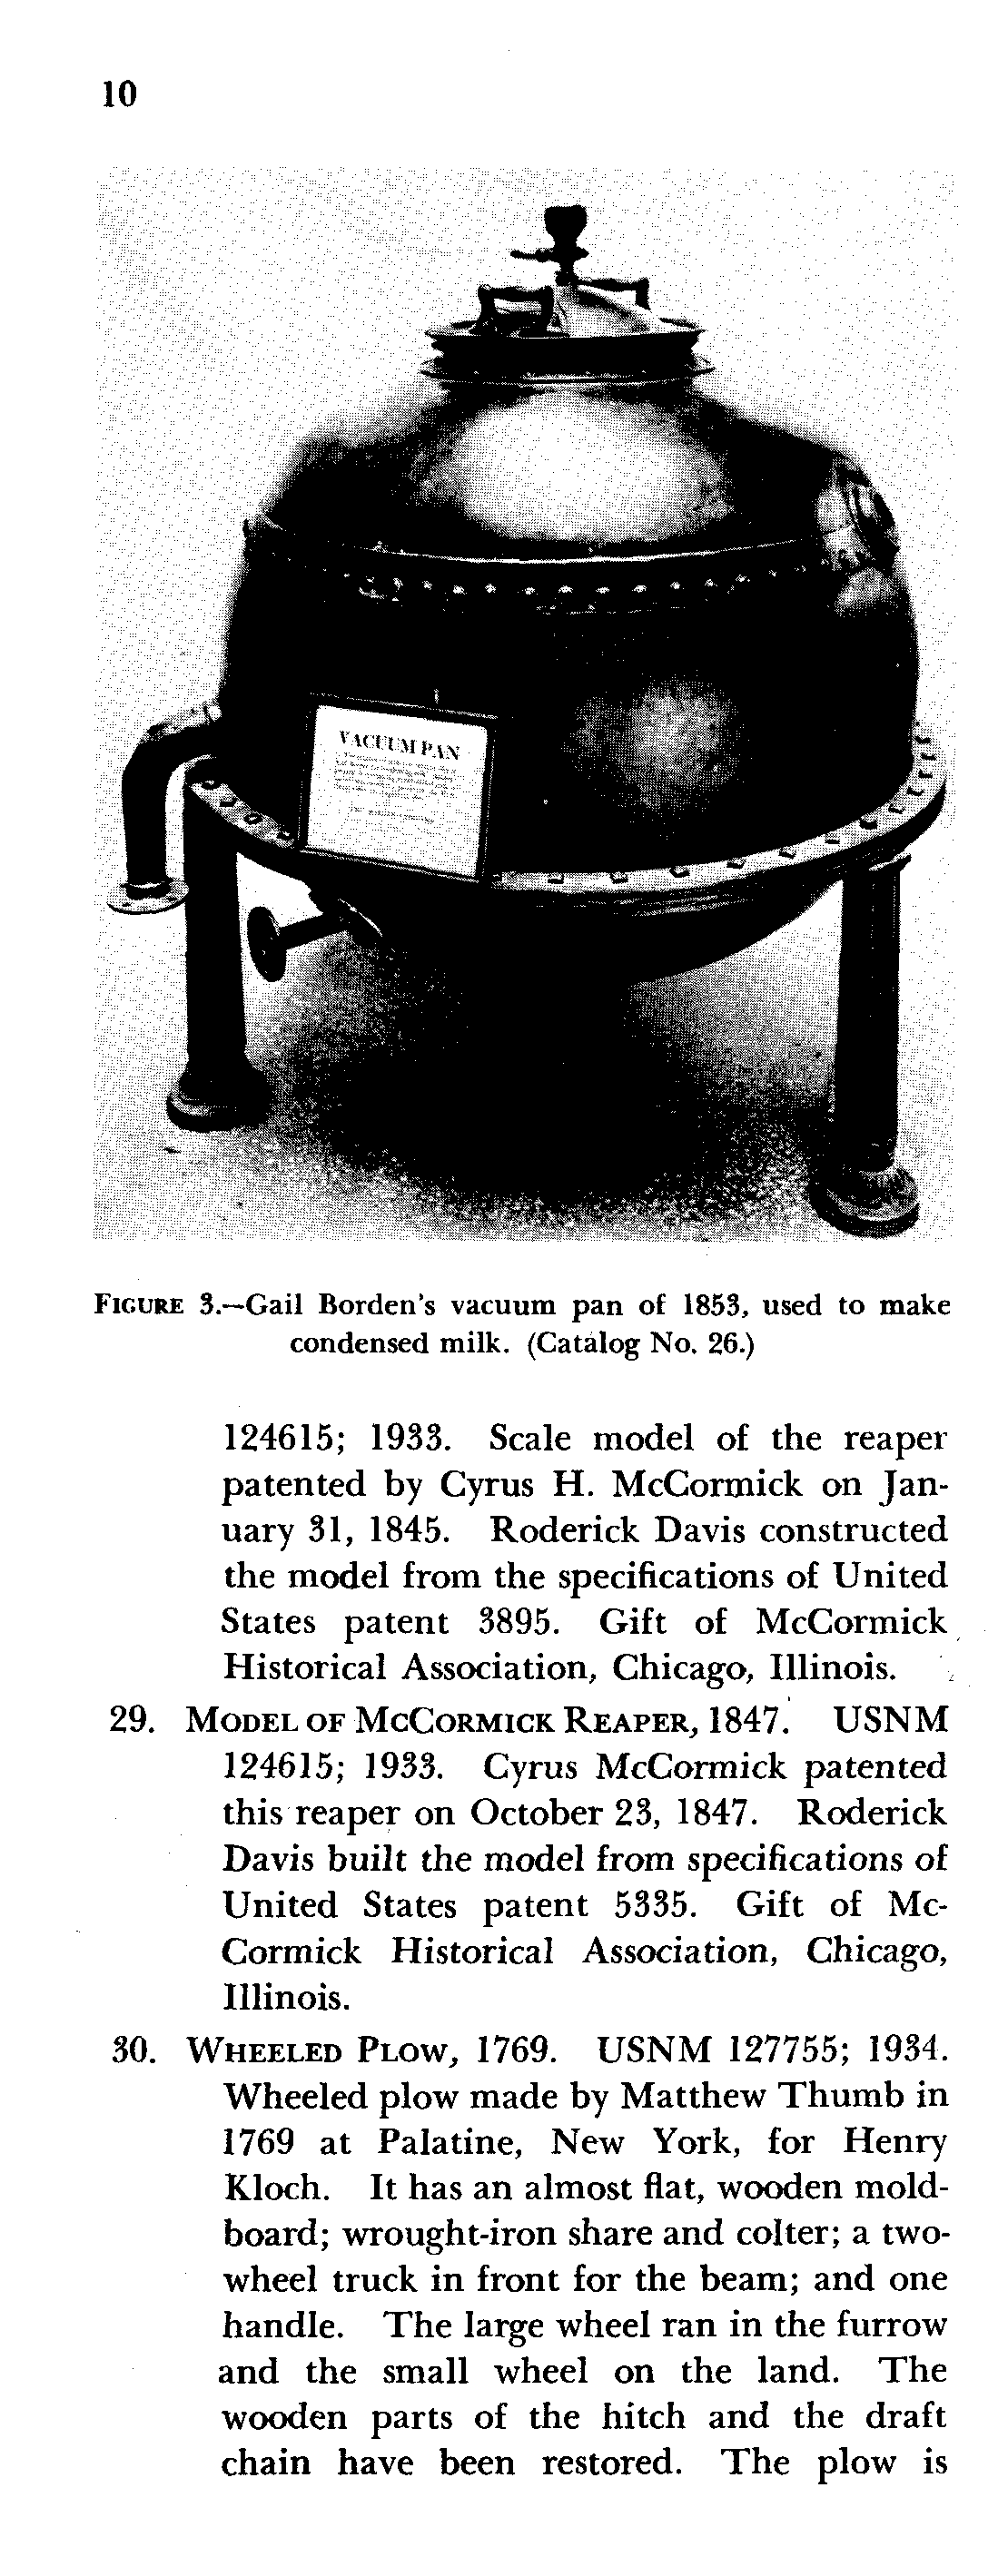 10
VACUUM PAN
FIGURE 3.—Gail Borden's vacuum pan of 1853, used to make
condensed milk. (Catalog No. 26.)
124615; 1933. Scale model of the reaper
patented by Cyrus H. McCormick on Jan-
uary 31, 1845. Roderick Davis constructed
the model from the specifications of United
States patent 3895. Gift of McCormick
Historical Association, Chicago, Illinois.
29. MODEL OF MCCORMICK REAPER, 1847. USNM
124615; 1933. Cyrus McCormick patented
this reaper on October 23, 1847. Roderick
Davis built the model from specifications of
United States patent 5335. Gift of Mc-
Cormick Historical Association, Chicago,
Illinois.
30. WHEELED PLOW, 1769. USNM 127755; 1934.
Wheeled plow made by Matthew Thumb in
1769 at Palatine, New York, for Henry
Kloch. It has an almost flat, wooden mold-
board; wrought-iron share and colter; a two-
wheel truck in front for the beam; and one
handle. The large wheel ran in the furrow
and the small wheel on the land. The
wooden parts of the hitch and the draft
chain have been restored. The plow is